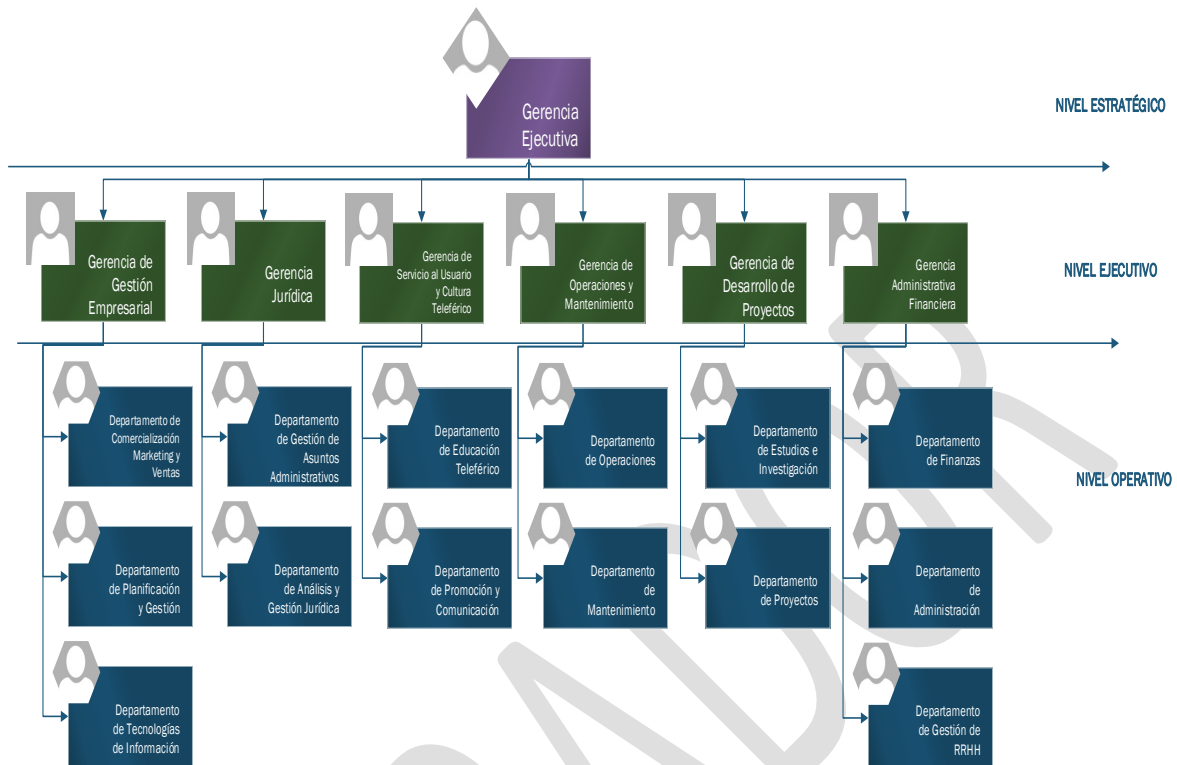 Gerencia
Ejecutiva
NIVEL ESTRATÉGICO
Gerencia de
Gestión
Empresarial
Gerencia
Jurídica
Gerencia de
Servicio al Usuario
y Cultura
Teleférico
Gerencia de
Operaciones y
Mantenimiento
Gerencia de
Desarrollo de
Proyectos
Gerencia
Administrativa
Financiera
NIVEL EJECUTIVO
Departamento de
Comercialización
Marketing y
Ventas
Departamento
de Gestión de
Asuntos
Administrativos
Departamento
de Educación
Teleférico
Departamento
de Operaciones
Departamento
de Estudios e
Investigación
Departamento
de Finanzas
NIVEL OPERATIVO
Departamento
de Planificación
y Gestión
Departamento
de Análisis y
Gestión Jurídica
Departamento
de Promoción y
Comunicación
Departamento
de
Mantenimiento
Departamento
de Proyectos
Departamento
de
Administración
Departamento
de Tecnologías
de Información
Departamento
de Gestión de
RRHH